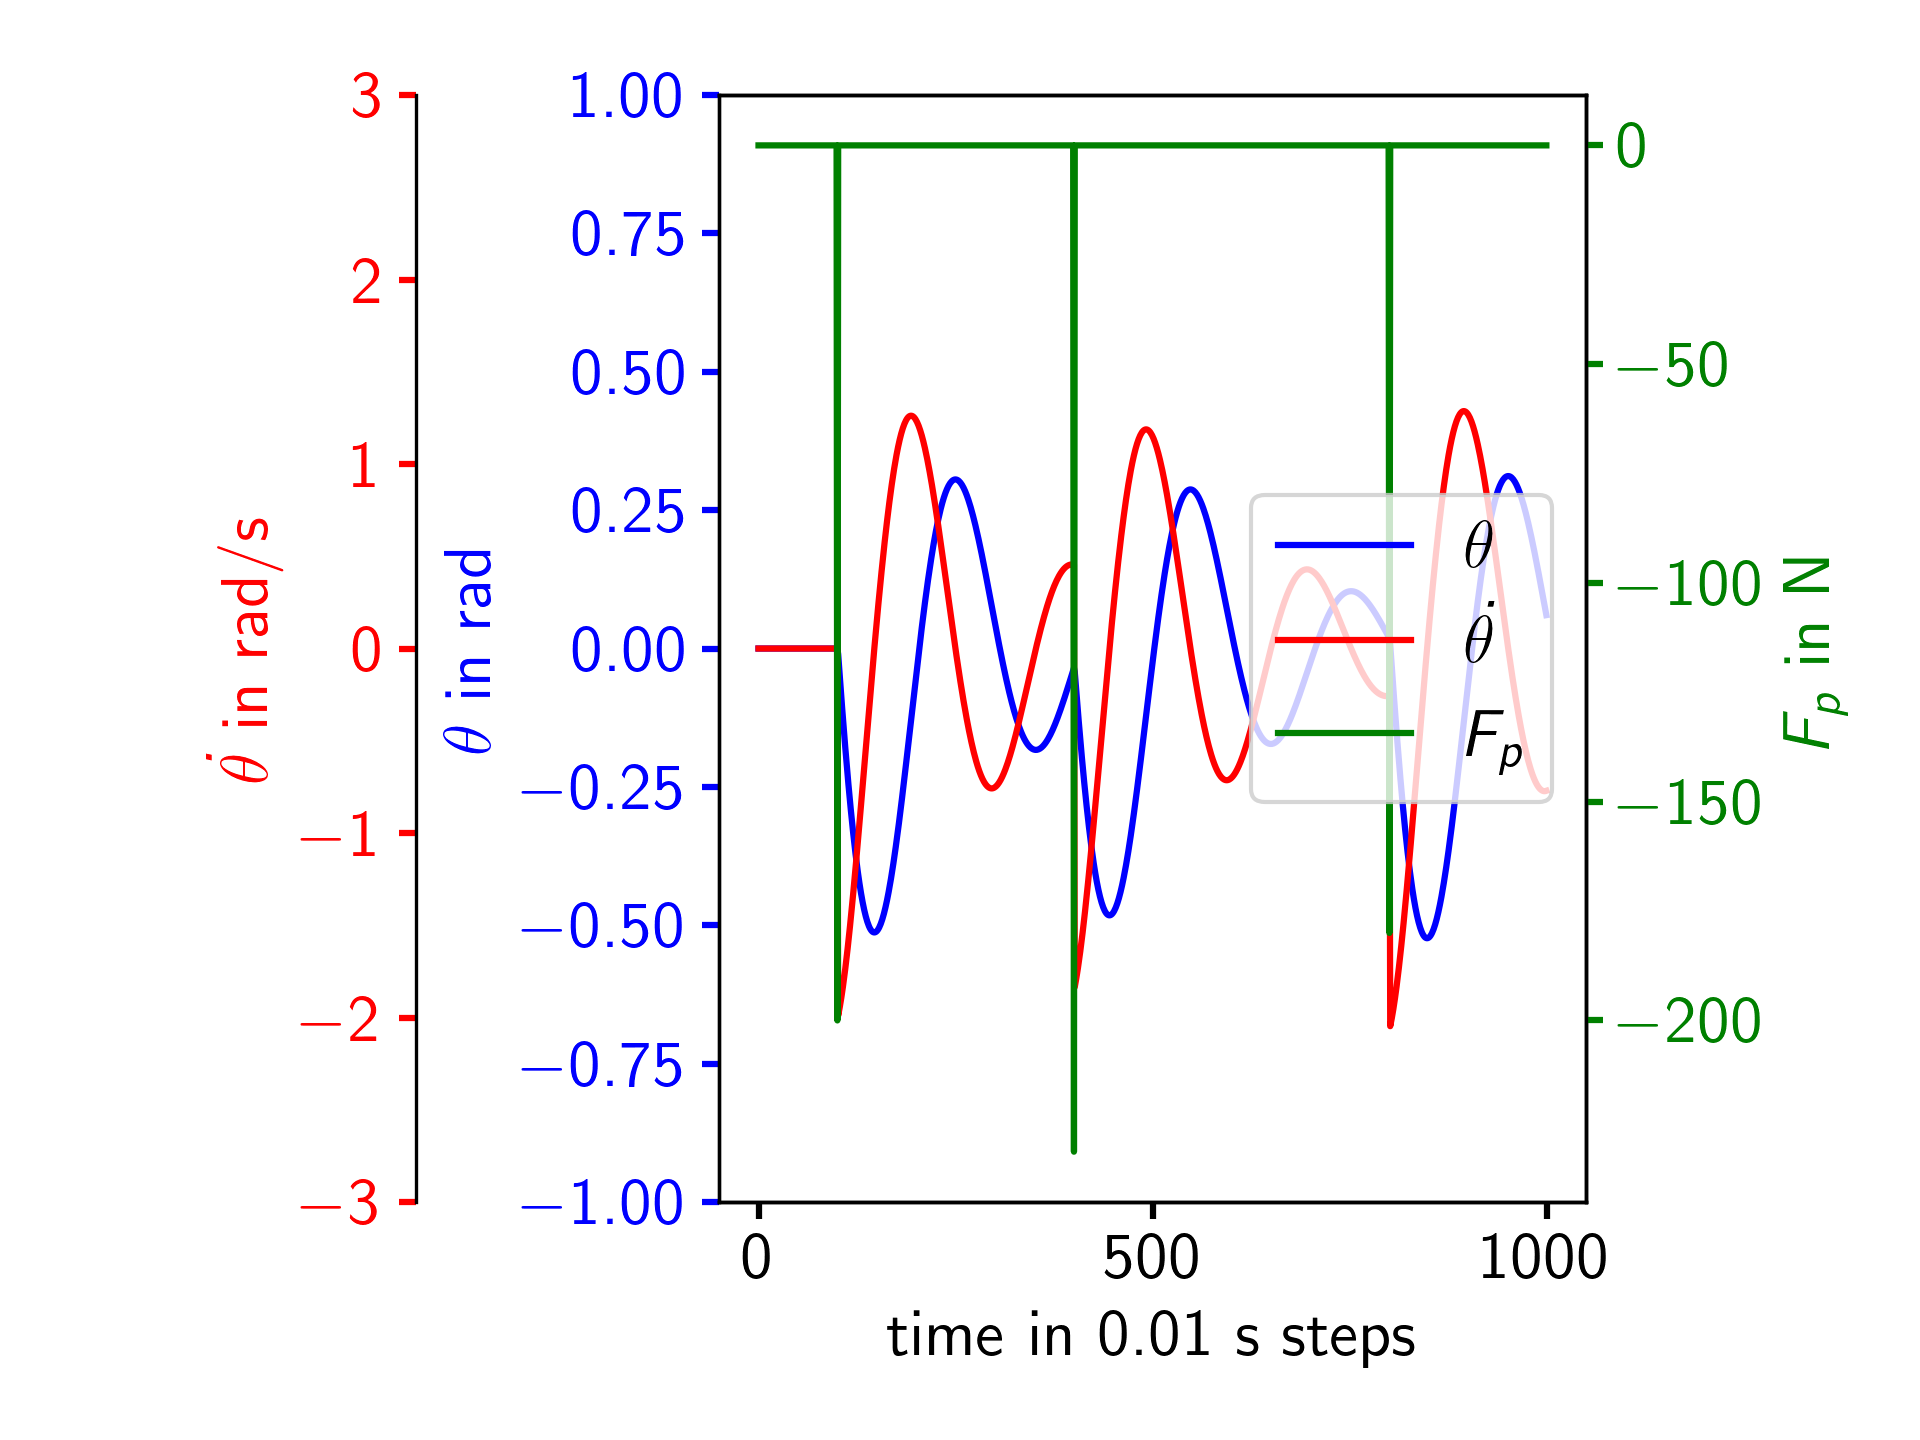 3
2
1
0
−1
−2
−3
θ̇ in rad/s
1.00
0.75
0.50
0.25
0.00
−0.25
−0.50
−0.75
−1.00
θ in rad
0
−50
−100
−150
−200
F_p in N
θ
θ̇
F_p
0 500 1000
time in 0.01 s steps